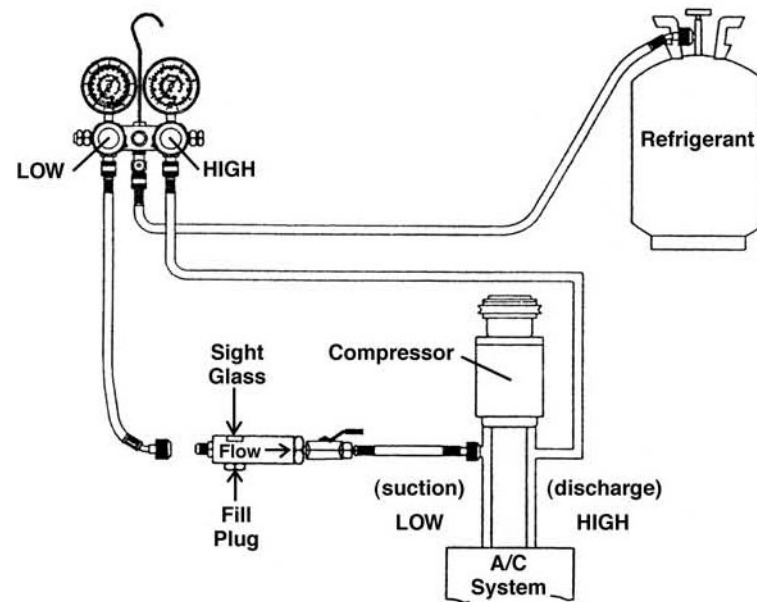 LOW
HIGH
Refrigerant
Compressor
Sight
Glass
Flow
Fill
Plug
(suction)
LOW
(discharge)
HIGH
A/C
System